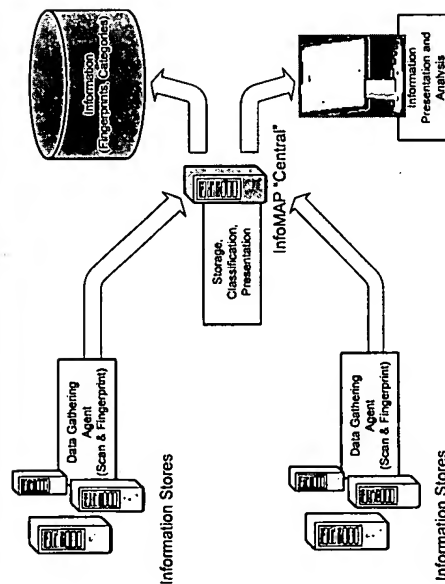 Information
(Fingerprints, Categories)
Information
Presentation and
Analysis
Storage,
Classification,
Presentation
InfoMAP "Central"
Data Gathering
Agent
(Scan & Fingerprint)
Information Stores
Data Gathering
Agent
(Scan & Fingerprint)
Information Stores